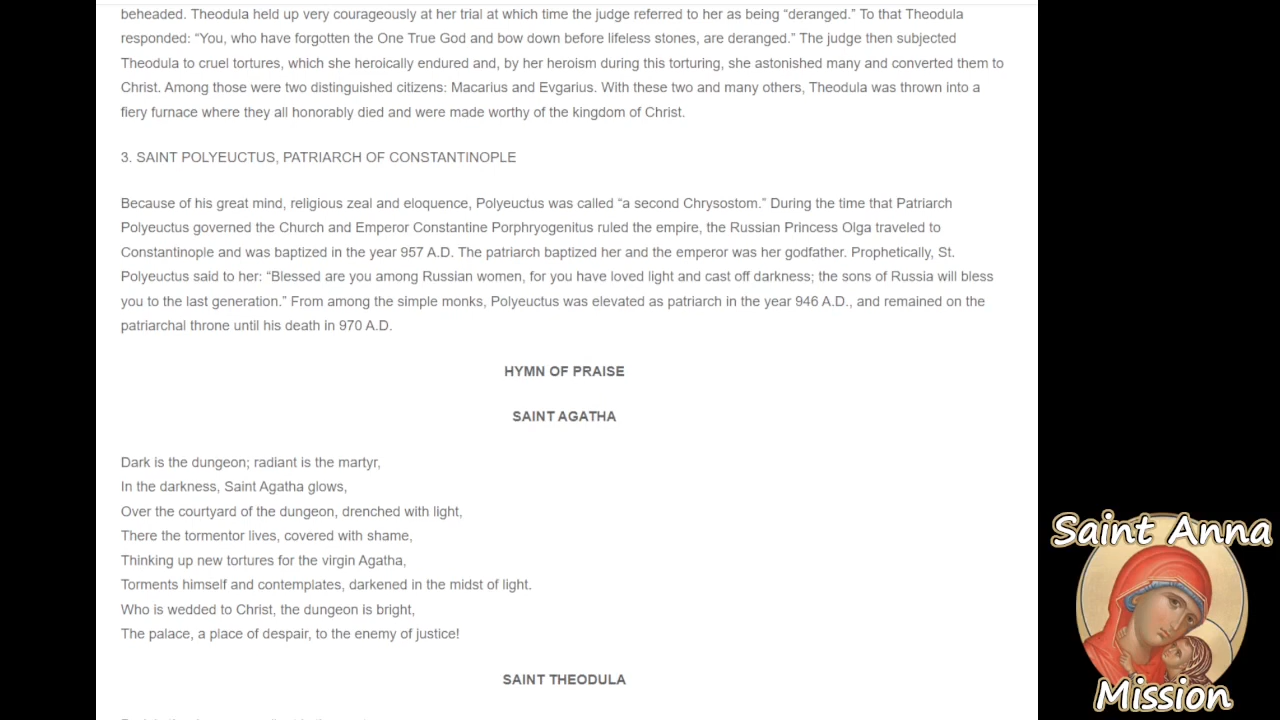 beheaded. Theodula held up very courageously at her trial at which time the judge referred to her as being “deranged.” To that Theodula
responded: “You, who have forgotten the One True God and bow down before lifeless stones, are deranged.” The judge then subjected
Theodula to cruel tortures, which she heroically endured and, by her heroism during this torturing, she astonished many and converted them to
Christ. Among those were two distinguished citizens: Macarius and Evgarius. With these two and many others, Theodula was thrown into a
fiery furnace where they all honorably died and were made worthy of the kingdom of Christ.
3. SAINT POLYEUCTUS, PATRIARCH OF CONSTANTINOPLE
Because of his great mind, religious zeal and eloquence, Polyeuctus was called “a second Chrysostom.” During the time that Patriarch
Polyeuctus governed the Church and Emperor Constantine Porphryogenitus ruled the empire, the Russian Princess Olga traveled to
Constantinople and was baptized in the year 957 A.D. The patriarch baptized her and the emperor was her godfather. Prophetically, St.
Polyeuctus said to her: “Blessed are you among Russian women, for you have loved light and cast off darkness; the sons of Russia will bless
you to the last generation.” From among the simple monks, Polyeuctus was elevated as patriarch in the year 946 A.D., and remained on the
patriarchal throne until his death in 970 A.D.
HYMN OF PRAISE
SAINT AGATHA
Dark is the dungeon; radiant is the martyr,
In the darkness, Saint Agatha glows,
Over the courtyard of the dungeon, drenched with light,
There the tormentor lives, covered with shame,
Thinking up new tortures for the virgin Agatha,
Torments himself and contemplates, darkened in the midst of light.
Who is wedded to Christ, the dungeon is bright,
The palace, a place of despair, to the enemy of justice!
SAINT THEODULA
Saint Anna
Mission